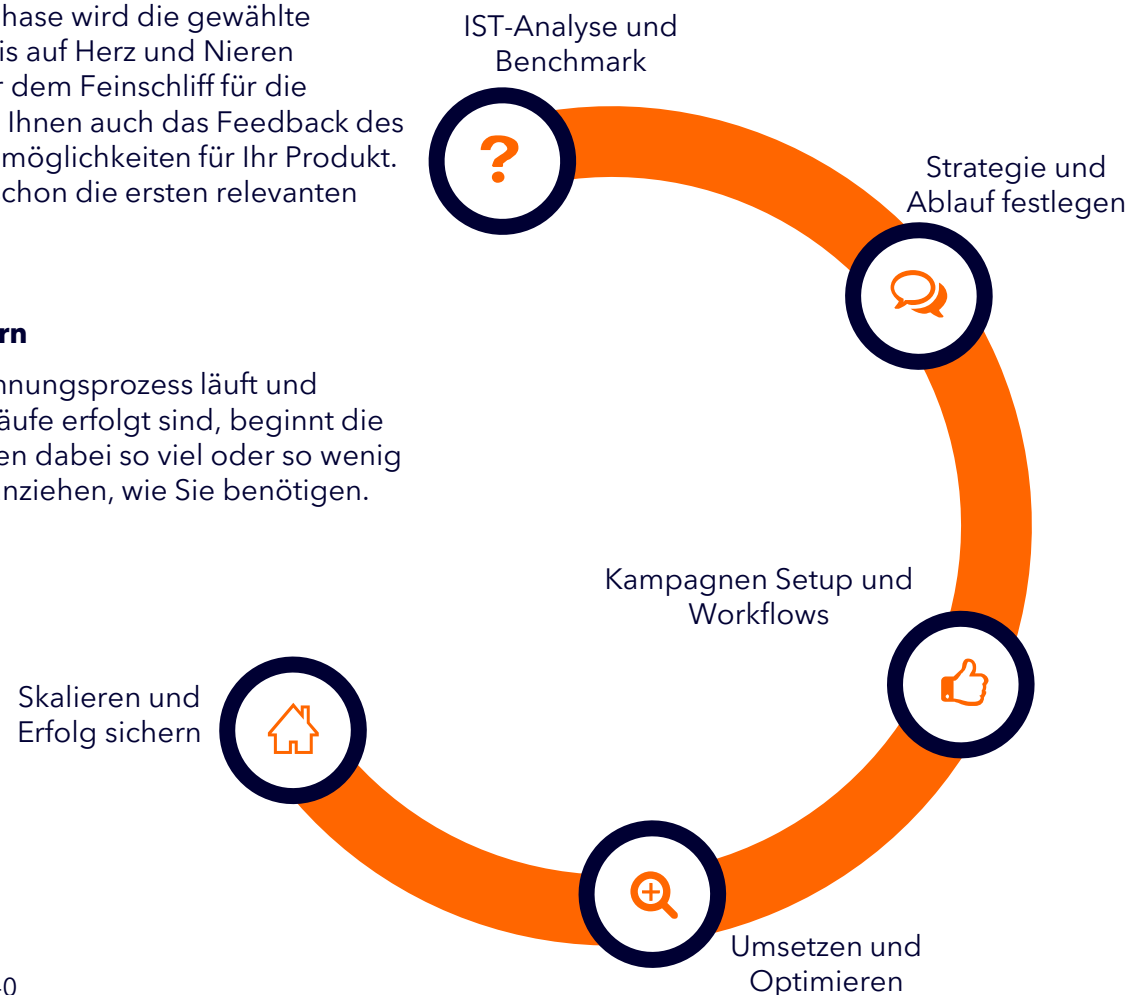 hase wird die gewählte
is auf Herz und Nieren
r dem Feinschliff für die
Ihnen auch das Feedback des
möglichkeiten für Ihr Produkt.
chon die ersten relevanten
rn
nnungsprozess läuft und
äufe erfolgt sind, beginnt die
en dabei so viel oder so wenig
nziehen, wie Sie benötigen.
IST-Analyse und
Benchmark
?
Strategie und
Ablauf festlegen
Kampagnen Setup und
Workflows
Umsetzen und
Optimieren
Skalieren und
Erfolg sichern